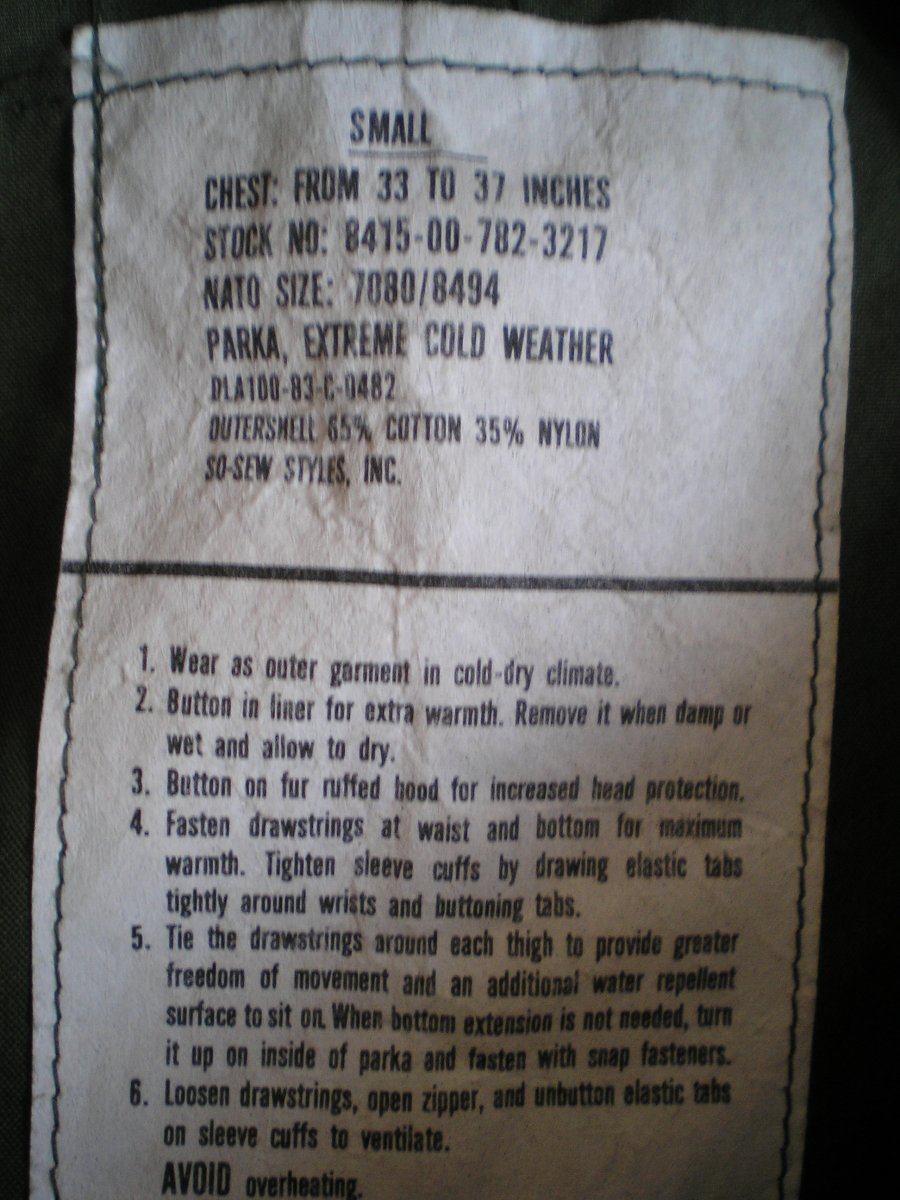 SMALL
CHEST: FROM 33 TO 37 INCHES
STOCK NO: 8415-00-782-3217
NATO SIZE: 7080/8494
PARKA, EXTREME COLD WEATHER
DLA100-83-C-0482
OUTERSHELL 65% COTTON 35% NYLON
SO-SEW STYLES, INC.
1. Wear as outer garment in cold-dry climate.
2. Button in liner for extra warmth. Remove it when damp or
wet and allow to dry.
3. Button on fur ruffed hood for increased head protection.
4. Fasten drawstrings at waist and bottom for maximum
warmth. Tighten sleeve cuffs by drawing elastic tabs
tightly around wrists and buttoning tabs.
5. Tie the drawstrings around each thigh to provide greater
freedom of movement and an additional water repellent
surface to sit on. When bottom extension is not needed, turn
it up on inside of parka and fasten with snap fasteners.
6. Loosen drawstrings, open zipper, and unbutton elastic tabs
on sleeve cuffs to ventilate.
AVOID overheating.